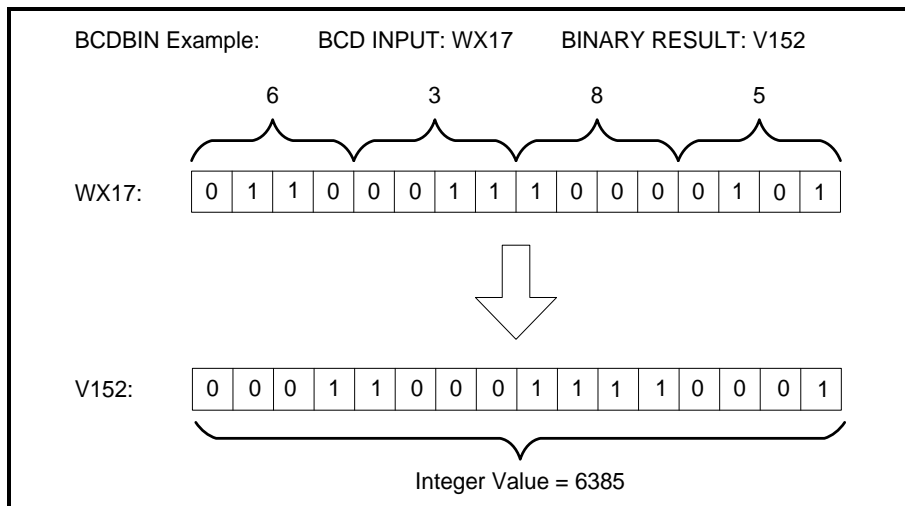 BCDBIN Example: BCD INPUT: WX17 BINARY RESULT: V152
6 3 8 5
WX17: 0 1 1 0 0 0 1 1 1 0 0 0 0 1 0 1
V152: 0 0 0 1 1 0 0 0 1 1 1 1 0 0 0 1
Integer Value = 6385